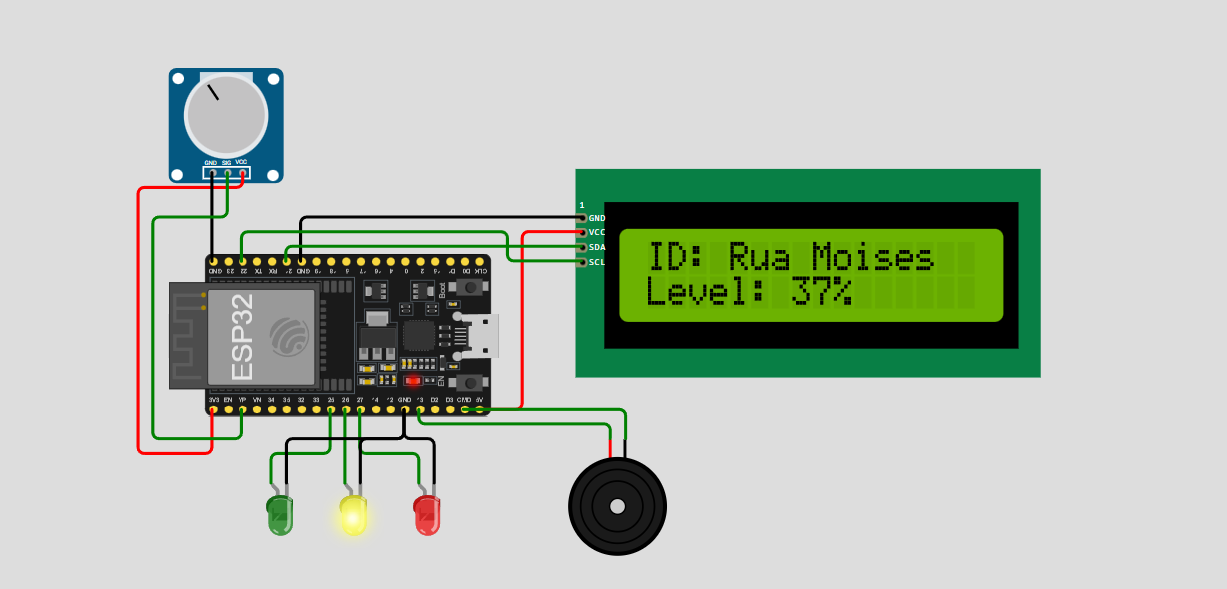 GND SIG VCC
1
GND
VCC
SDA
SCL
ID: Rua Moises
Level: 37%
GND 23 22 TX RX 21 GND 19 18 5 4 0 2 15 D1 D0 CLK
Boot
ESP32
EN
3V3 EN VP VN 34 35 32 33 25 26 27 14 12 GND 13 D2 D3 CMD 5V